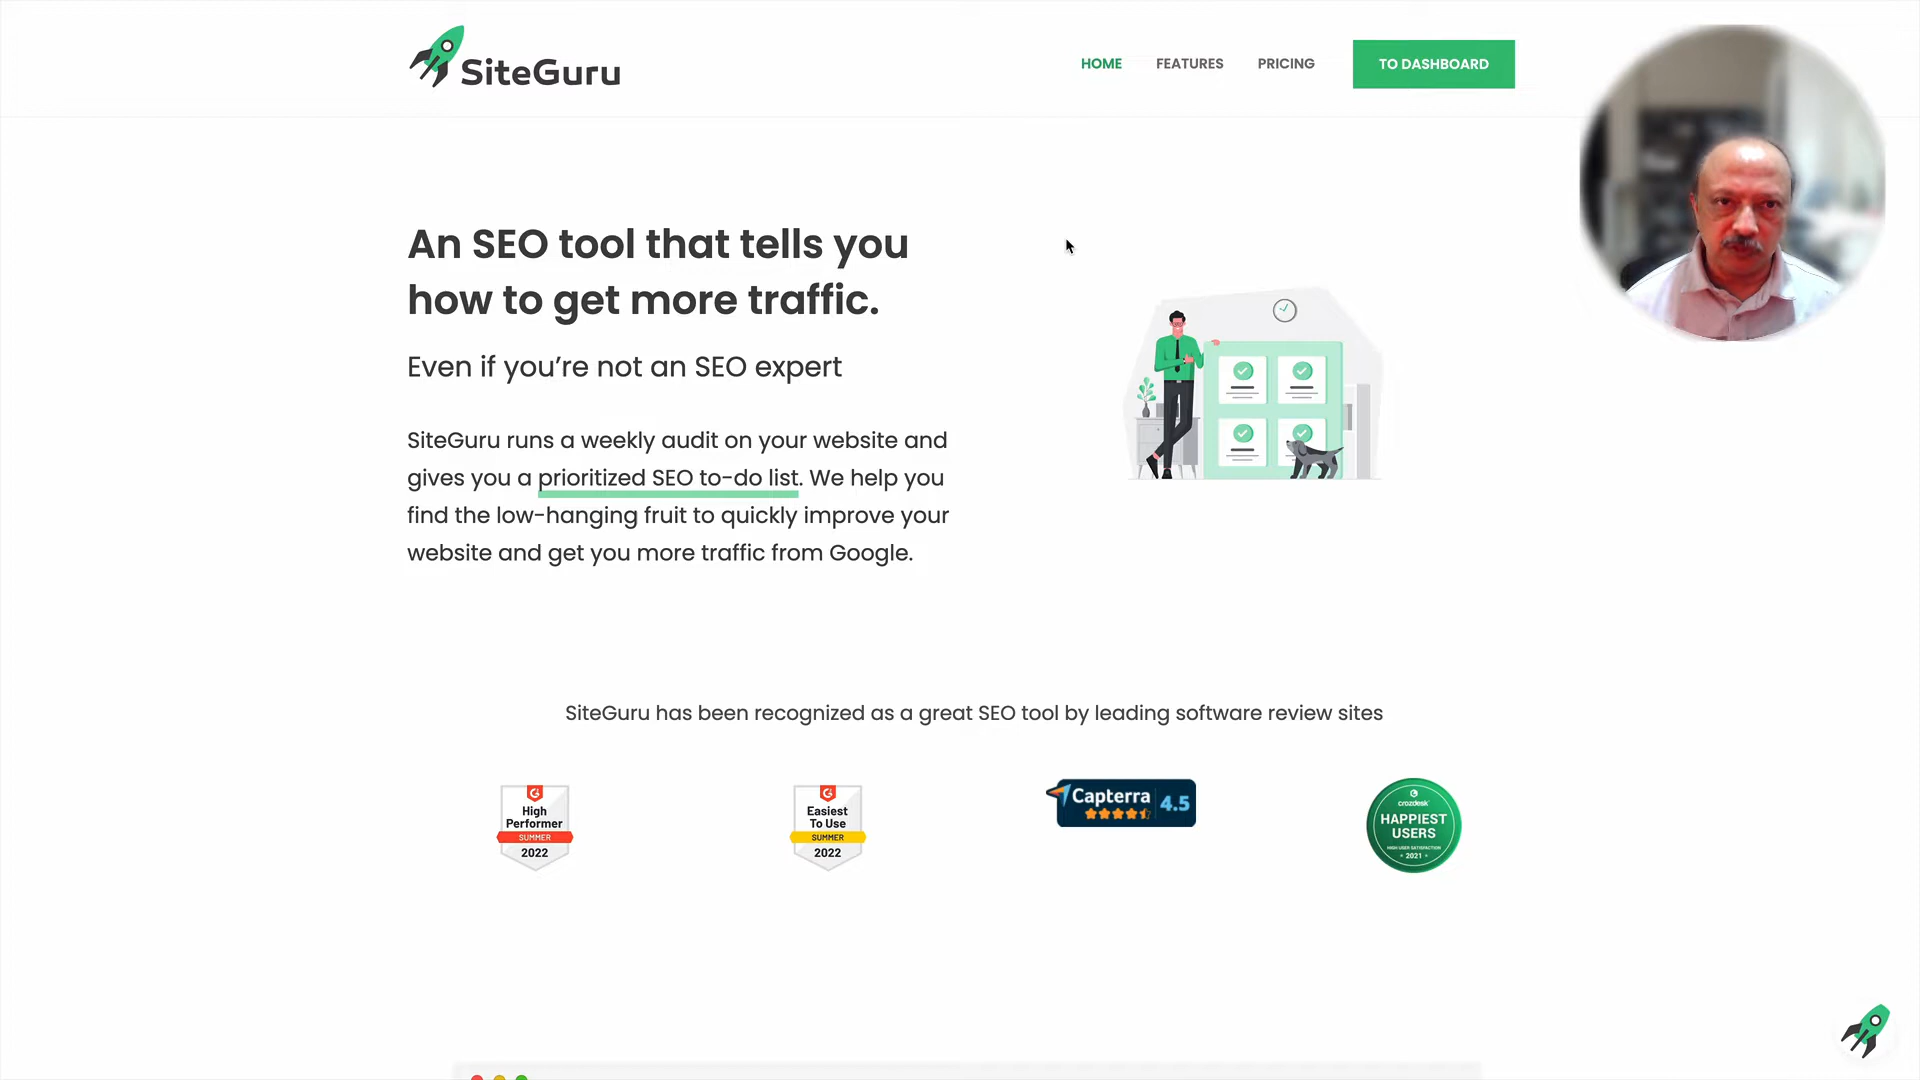 SiteGuru
HOME
FEATURES
PRICING
TO DASHBOARD
An SEO tool that tells you
how to get more traffic.
Even if you’re not an SEO expert
SiteGuru runs a weekly audit on your website and
gives you a prioritized SEO to-do list. We help you
find the low-hanging fruit to quickly improve your
website and get you more traffic from Google.
SiteGuru has been recognized as a great SEO tool by leading software review sites
High
Performer
SUMMER
2022
Easiest
To Use
SUMMER
2022
Capterra
4.5
crozdesk
HAPPIEST
USERS
HIGH USER SATISFACTION
2021